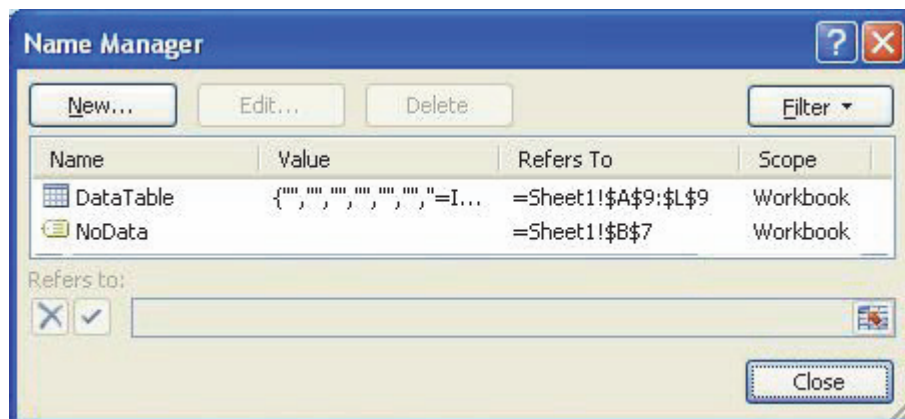 Name Manager ?
New... Edit... Delete Filter
Name Value Refers To Scope
DataTable {"","","","","","","=I... =Sheet1!$A$9:$L$9 Workbook
NoData =Sheet1!$B$7 Workbook
Refers to:
Close